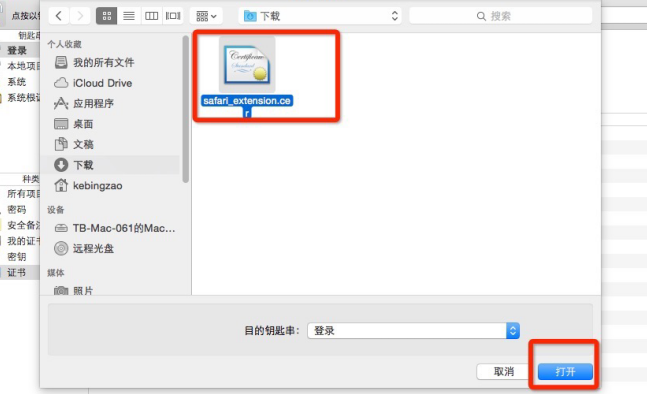 点按以
钥匙串
登录
本地项目
系统
系统根证
种类
所有项目
密码
安全备注
我的证书
密钥
证书
下载
搜索
个人收藏
我的所有文件
iCloud Drive
应用程序
桌面
文稿
下载
kebingzao
设备
TB-Mac-061的Mac...
远程光盘
媒体
照片
Certificate
Standard
safari_extension.ce
r
目的钥匙串:
登录
取消
打开